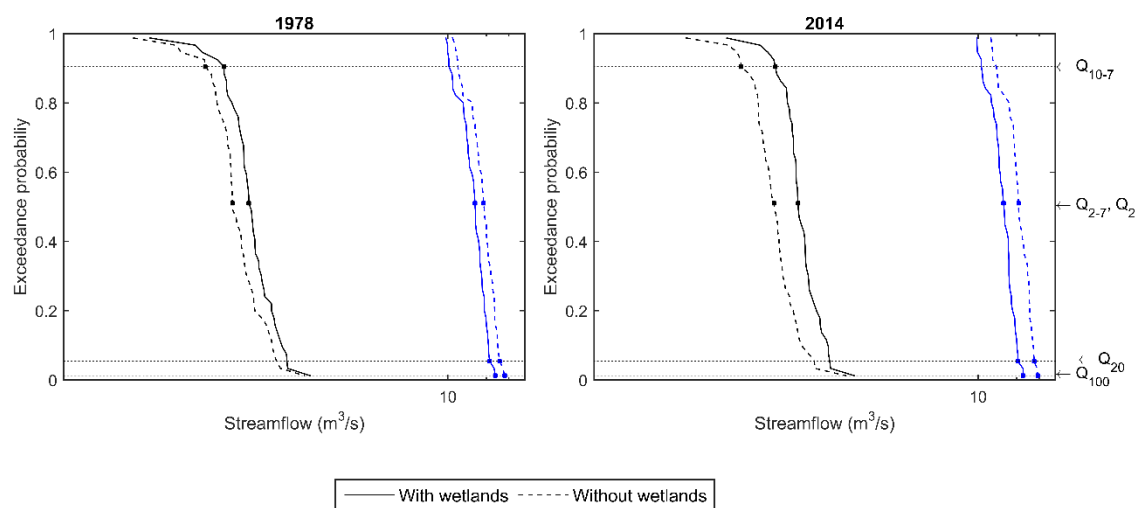 1978
2014
Exceedance probabiliy
1
0.8
0.6
0.4
0.2
0
10
Streamflow (m³/s)
Exceedance probability
1
0.8
0.6
0.4
0.2
0
10
Streamflow (m³/s)
Q10-7
Q2-7, Q2
Q20
Q100
With wetlands
Without wetlands